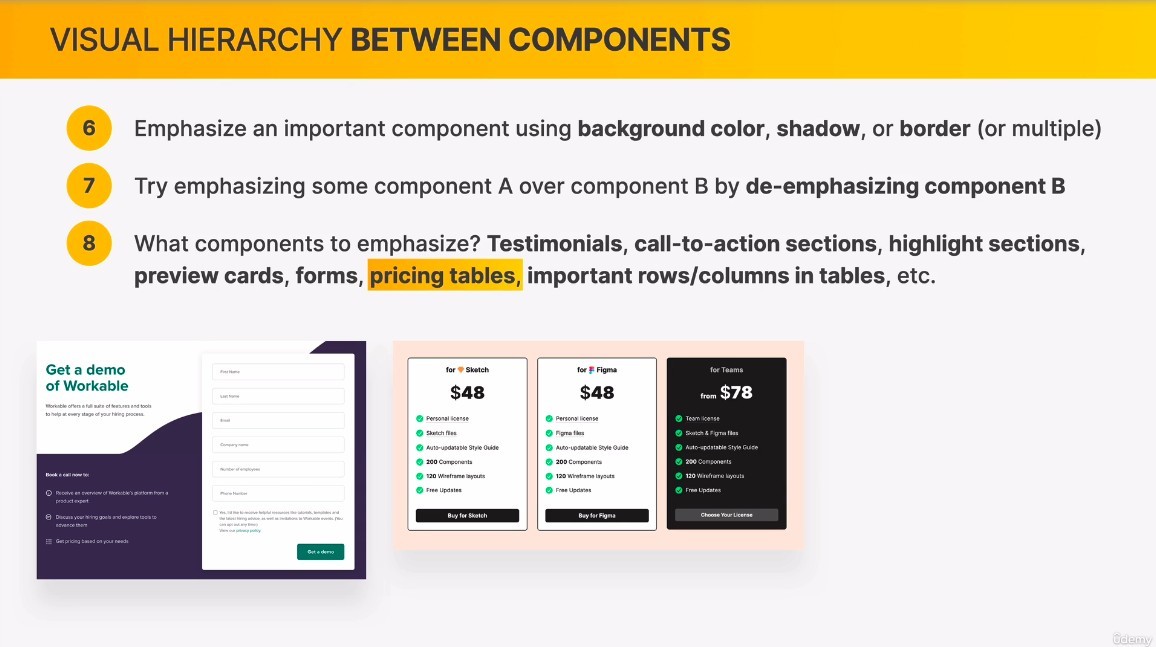 VISUAL HIERARCHY BETWEEN COMPONENTS
6
Emphasize an important component using background color, shadow, or border (or multiple)
7
Try emphasizing some component A over component B by de-emphasizing component B
8
What components to emphasize? Testimonials, call-to-action sections, highlight sections,
preview cards, forms, pricing tables, important rows/columns in tables, etc.
Get a demo
of Workable
Workable offers a full suite of features and tools
to help at every stage of your hiring process.
Book a call now to:
Receive an overview of Workable's platform from a
product expert
Discuss your hiring goals and explore tools to
advance them
Get pricing based on your needs
First Name
Last Name
Email
Company name
Number of employees
Phone Number
Yes, I'd like to receive helpful resources like tutorials, templates and
the latest hiring advice, as well as invitations to Workable events. (You
can opt out any time).
View our privacy policy.
Get a demo
for Sketch
$48
Personal license
Sketch files
Auto-updatable Style Guide
200 Components
120 Wireframe layouts
Free Updates
Buy for Sketch
for Figma
$48
Personal license
Figma files
Auto-updatable Style Guide
200 Components
120 Wireframe layouts
Free Updates
Buy for Figma
for Teams
from $78
Team license
Sketch & Figma files
Auto-updatable Style Guide
200 Components
120 Wireframe layouts
Free Updates
Choose Your License
ûdemy